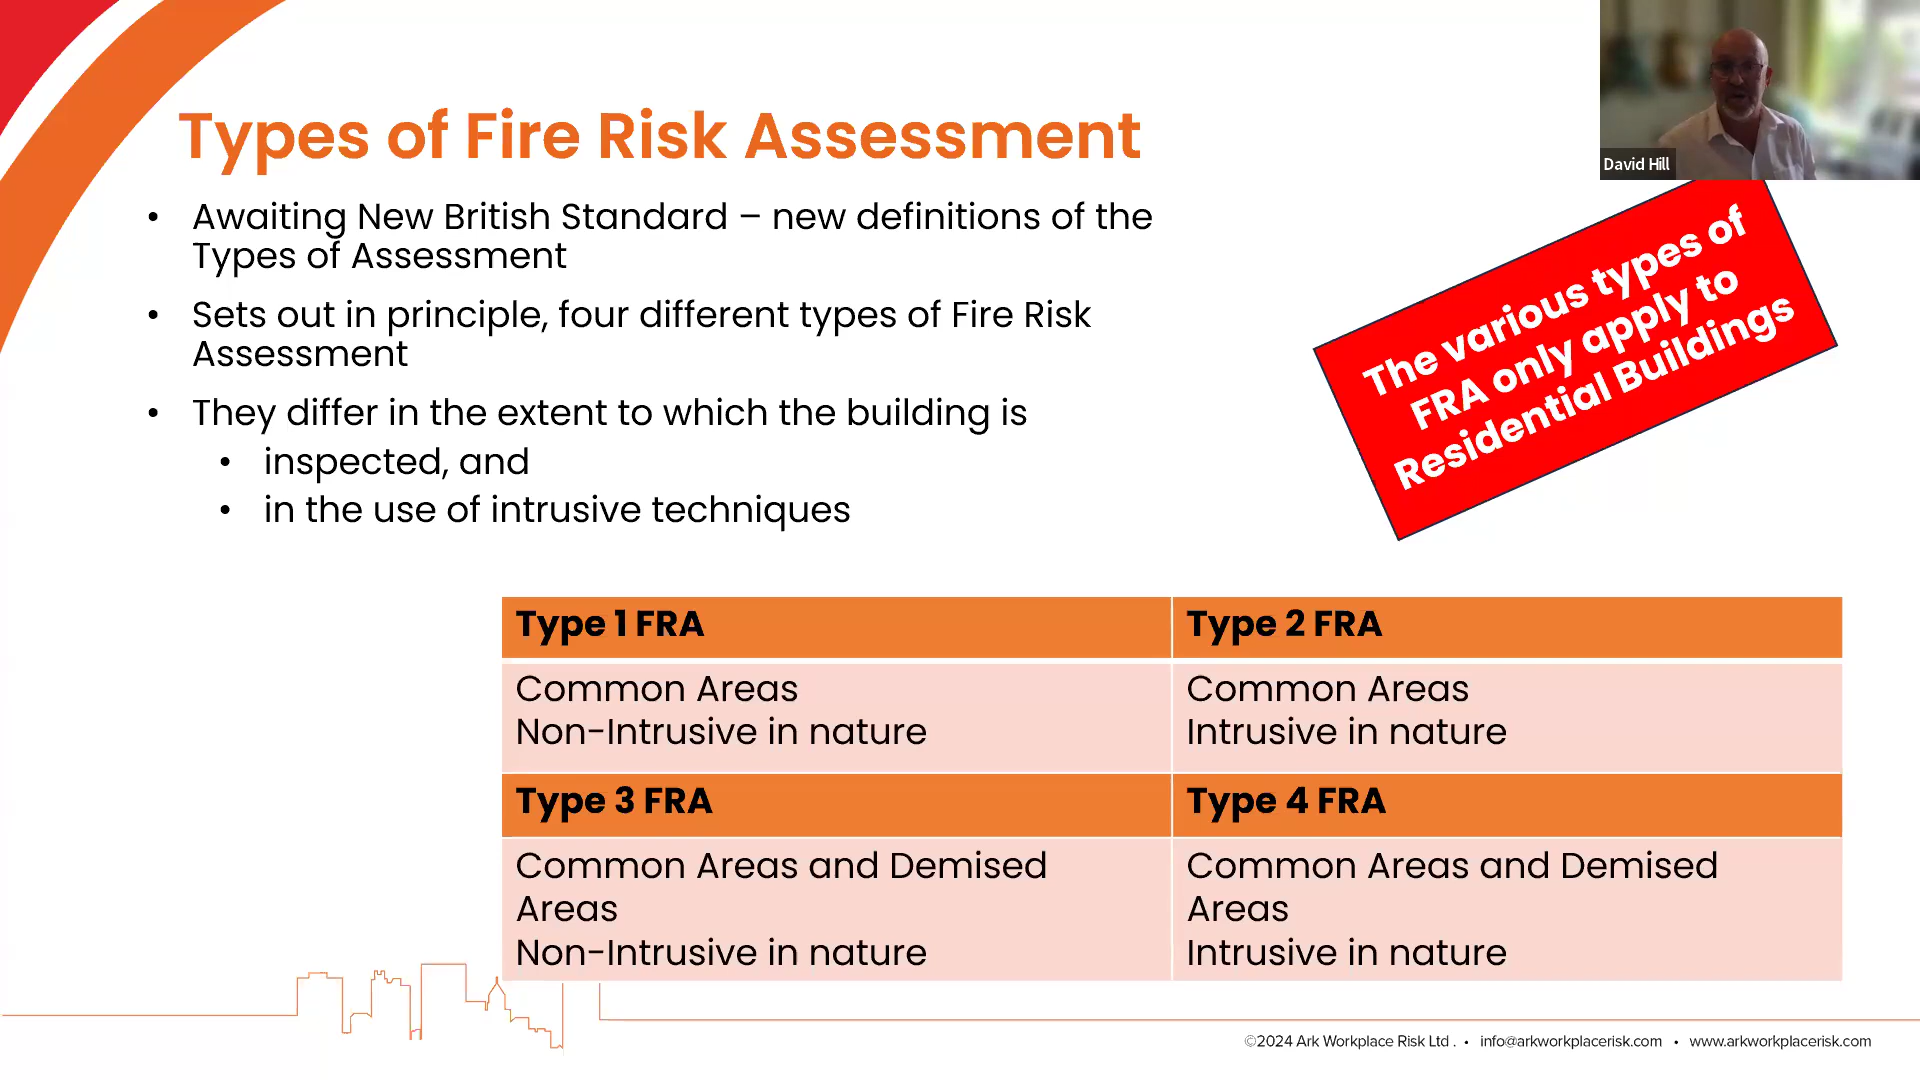 Types of Fire Risk Assessment
David Hill
• Awaiting New British Standard – new definitions of the
Types of Assessment
• Sets out in principle, four different types of Fire Risk
Assessment
• They differ in the extent to which the building is
• inspected, and
• in the use of intrusive techniques
The various types of
FRA only apply to
Residential Buildings
Type 1 FRA
Type 2 FRA
Common Areas
Non-Intrusive in nature
Common Areas
Intrusive in nature
Type 3 FRA
Type 4 FRA
Common Areas and Demised
Areas
Non-Intrusive in nature
Common Areas and Demised
Areas
Intrusive in nature
©2024 Ark Workplace Risk Ltd . • info@arkworkplacerisk.com • www.arkworkplacerisk.com